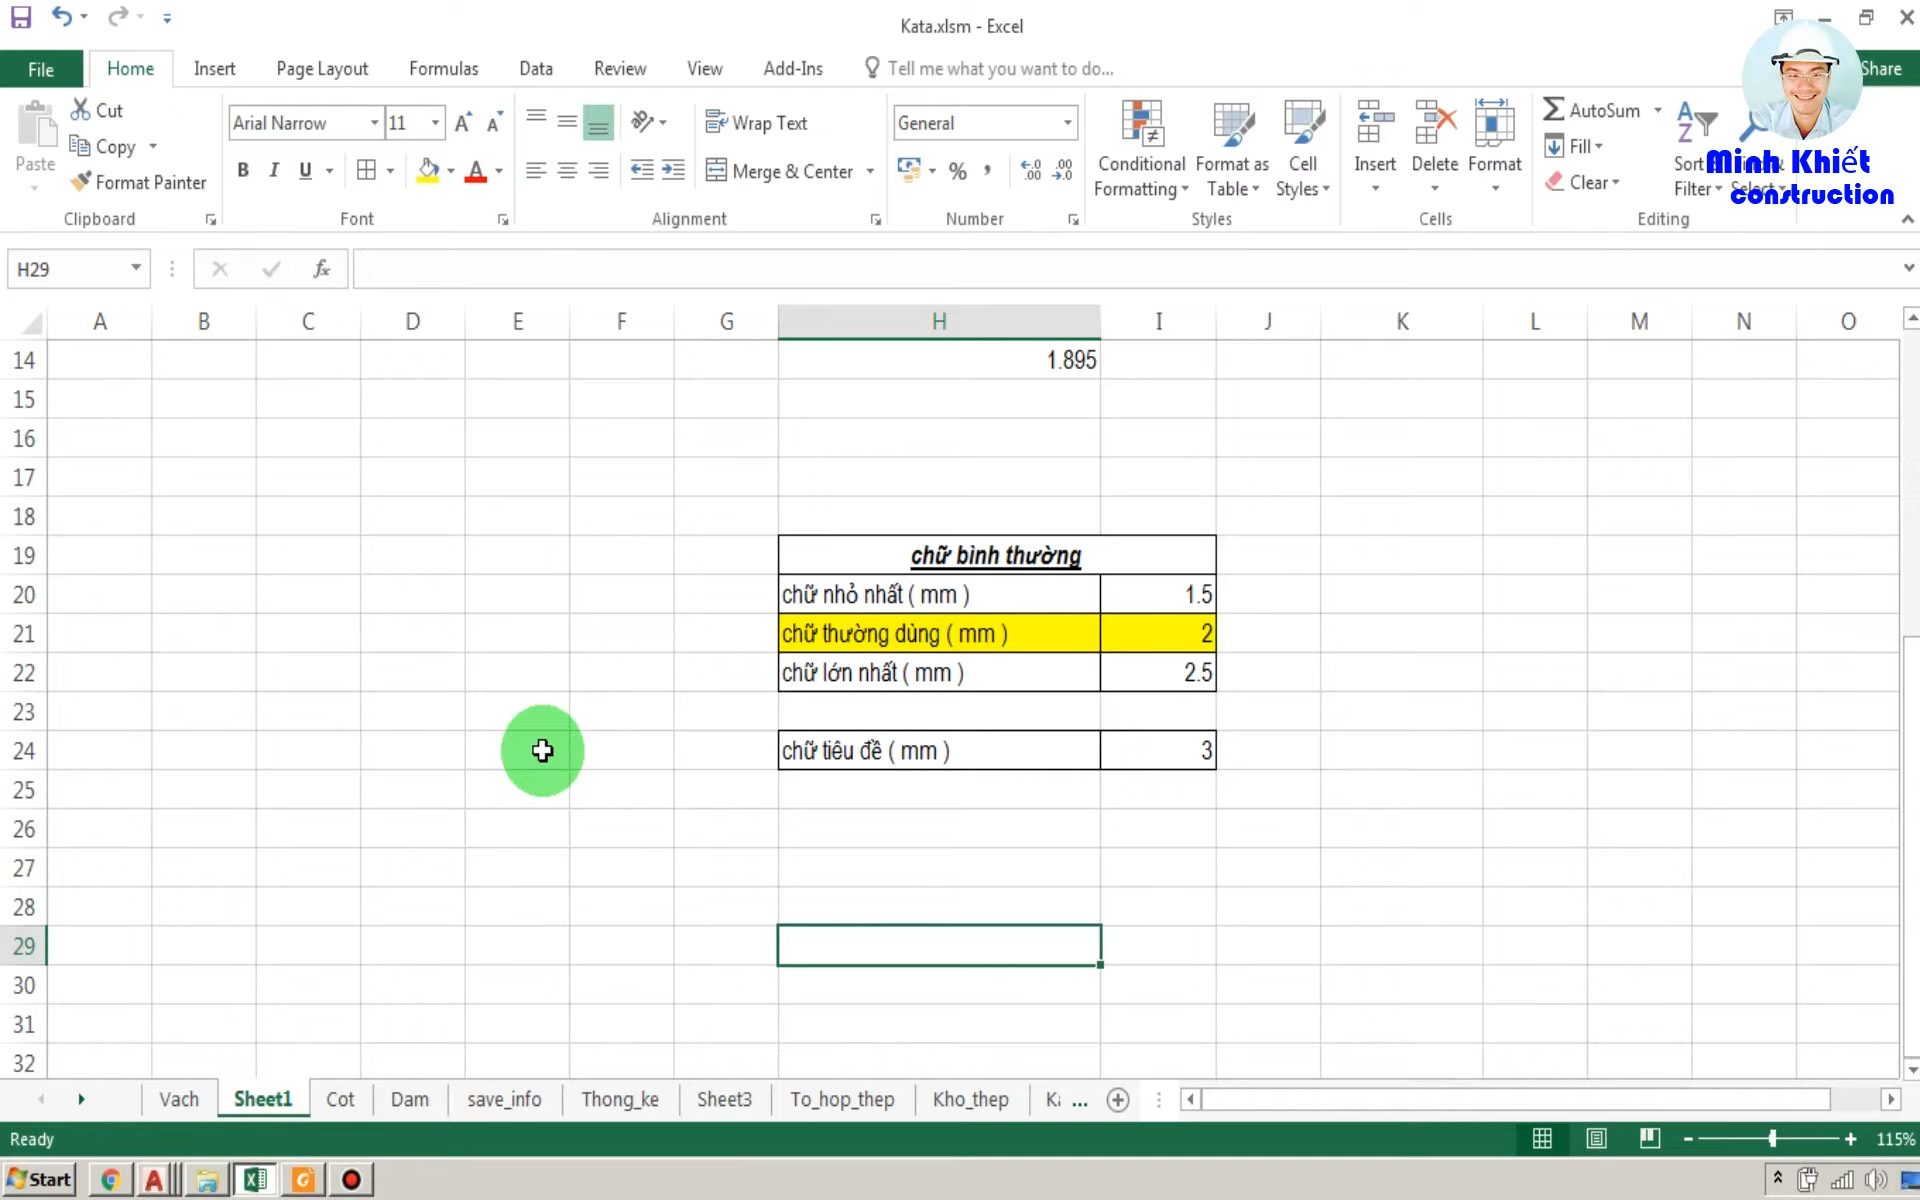 Kata.xlsm - Excel
File Home Insert Page Layout Formulas Data Review View Add-Ins Tell me what you want to do... Share
Paste
Cut
Copy
Format Painter
Clipboard
Arial Narrow 11
B I U A
Font
Wrap Text
Merge & Center
Alignment
General
%
Number
Conditional Formatting
Format as Table
Cell Styles
Styles
Insert Delete Format
Cells
AutoSum
Fill
Clear
Sort
Filter
Select
Editing
Minh Khiết
construction
H29
fx
A B C D E F G H I J K L M N O
14 1.895
15
16
17
18
19 chữ bình thường
20 chữ nhỏ nhất ( mm ) 1.5
21 chữ thường dùng ( mm ) 2
22 chữ lớn nhất ( mm ) 2.5
23
24 chữ tiêu đề ( mm ) 3
25
26
27
28
29
30
31
32
Vach Sheet1 Cot Dam save_info Thong_ke Sheet3 To_hop_thep Kho_thep ...
Ready 115%
Start